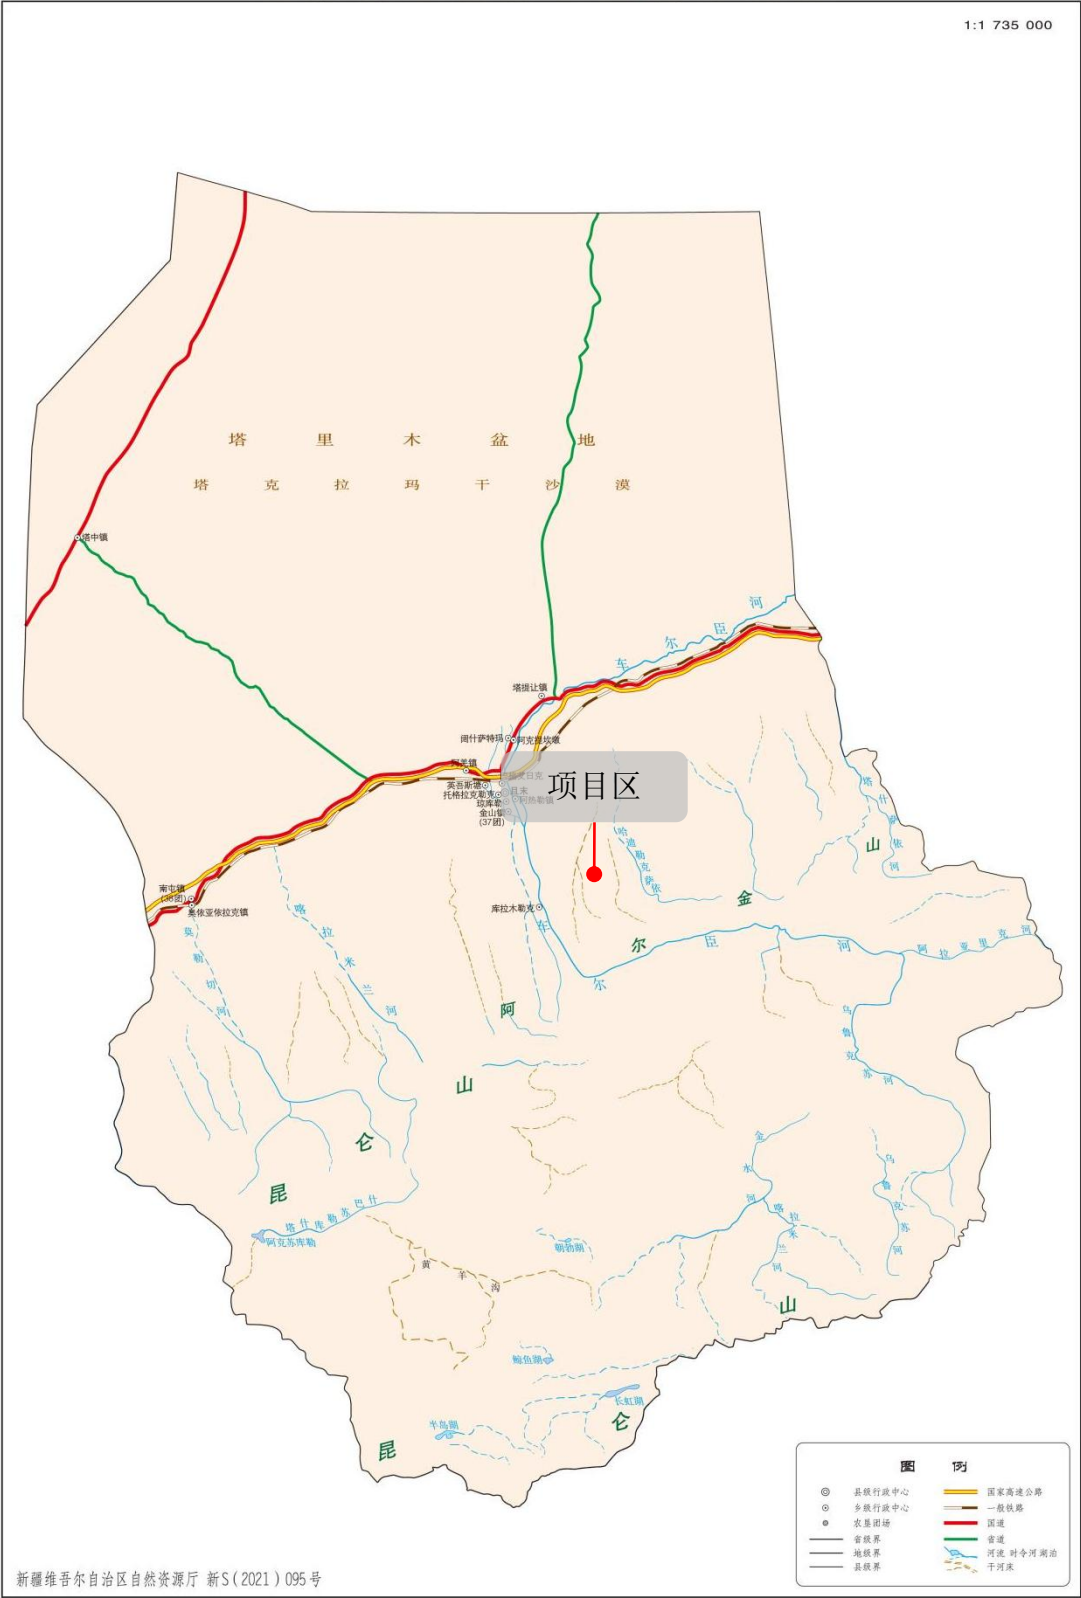 1:1 735 000
塔里木盆地
塔克拉玛干沙漠
塔中镇
车尔臣河
塔提让镇
阔什萨特玛
阿克提坎墩
阿羌镇
英吾斯塘
托格拉克勒克
琼库勒
且末
阿热勒镇
金山镇
(37团)
项目区
塔什萨依河
山
哈迪勒克萨依
金
南屯镇
(38团)
奥依亚依拉克镇
库拉木勒克
莫勒切河
喀拉米兰河
车尔臣河
尔
阿拉亚里克河
阿
乌鲁克苏河
山
仑
昆
金水河
乌鲁克苏河
喀拉米兰河
塔什库勒苏巴什
阿克苏库勒
朝勃湖
黄羊沟
山
鲸鱼湖
长虹湖
半岛湖
仑
昆
图例
县级行政中心
乡级行政中心
农垦团场
省级界
地级界
县级界
国家高速公路
一般铁路
国道
省道
河流 时令河 湖泊
干河床
新疆维吾尔自治区自然资源厅 新S(2021)095号